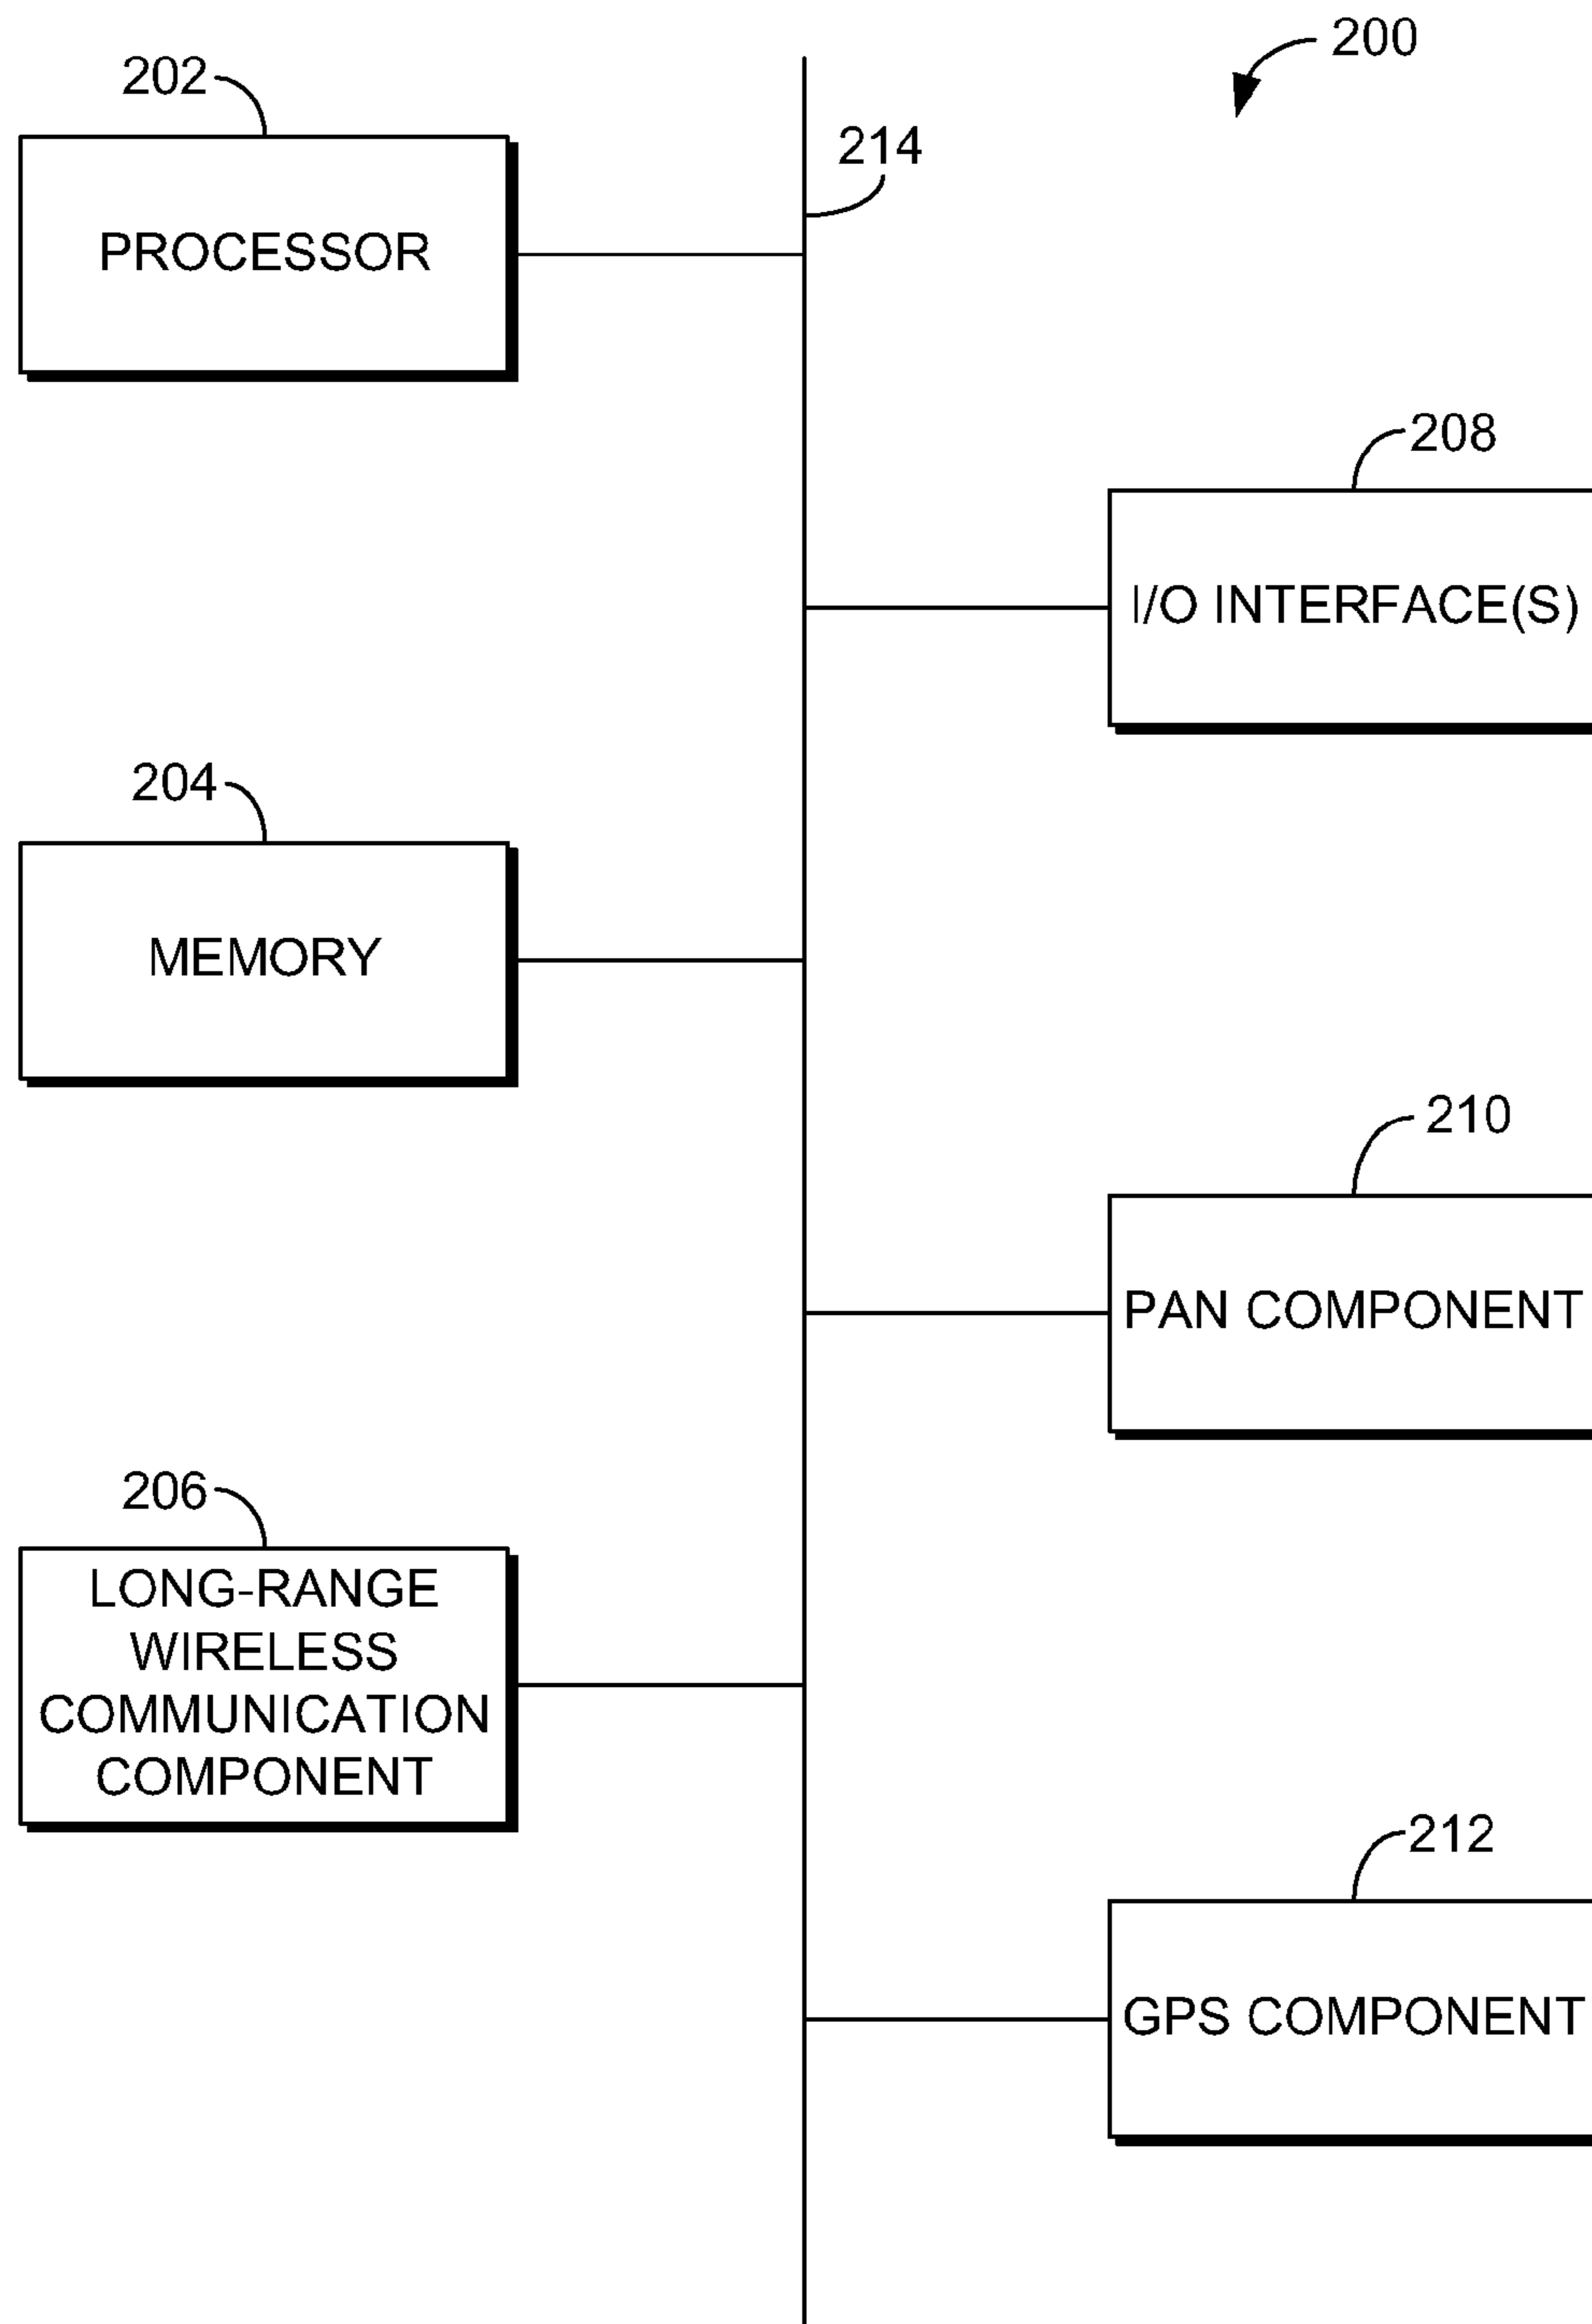 200
202
214
PROCESSOR
208
I/O INTERFACE(S)
204
MEMORY
210
PAN COMPONENT
206
LONG-RANGE
WIRELESS
COMMUNICATION
COMPONENT
212
GPS COMPONENT